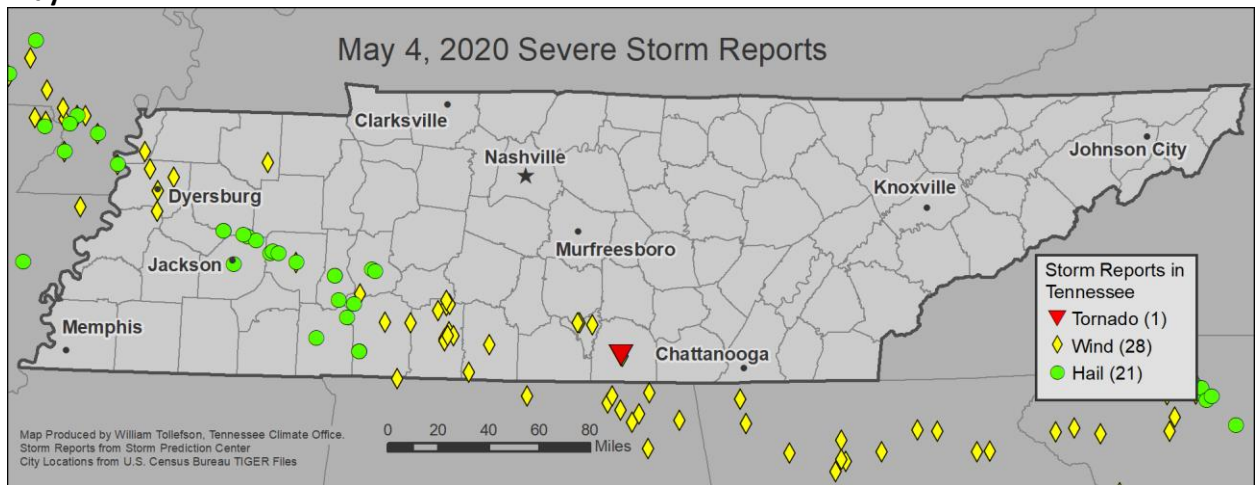 May 4, 2020 Severe Storm Reports
Clarksville
Nashville
Johnson City
Knoxville
Dyersburg
Murfreesboro
Jackson
Storm Reports in
Tennessee
Tornado (1)
Wind (28)
Hail (21)
Memphis
Chattanooga
Map Produced by William Tollefson, Tennessee Climate Office.
Storm Reports from Storm Prediction Center
City Locations from U.S. Census Bureau TIGER Files
0 20 40 60 80
Miles